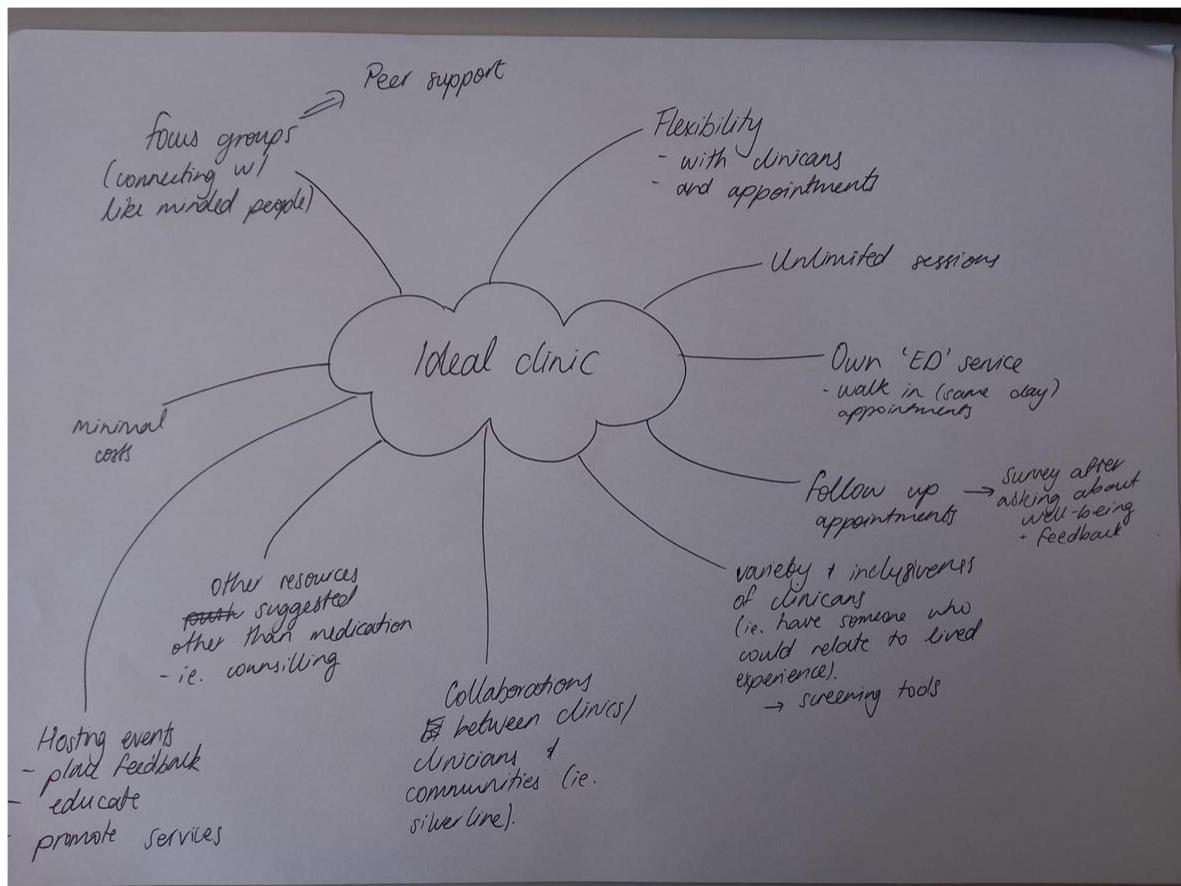 Ideal clinic
Focus groups
(connecting w/
like minded people)
⇒ Peer support
Flexibility
- with clinicans
- and appointments
Unlimited sessions
Own 'ED' service
- walk in (same day)
appointments
Follow up
appointments
→ survey after
asking about
well-being
+ feedback
variety + inclusiveness
of clinicans
(ie. have someone who
could relate to lived
experience).
→ screening tools
Collaborations
between clinics/
clinicians +
communities (ie.
silver line).
other resources
suggested
other than medication
- ie. counsilling
Hosting events
- feedback
- educate
- promote services
minimal
costs